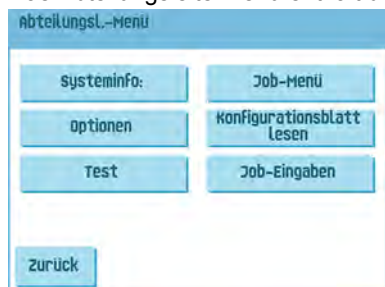 Abteilungsl.-Menü
Systeminfo:
Job-Menü
Optionen
Konfigurationsblatt
lesen
Test
Job-Eingaben
Zurück